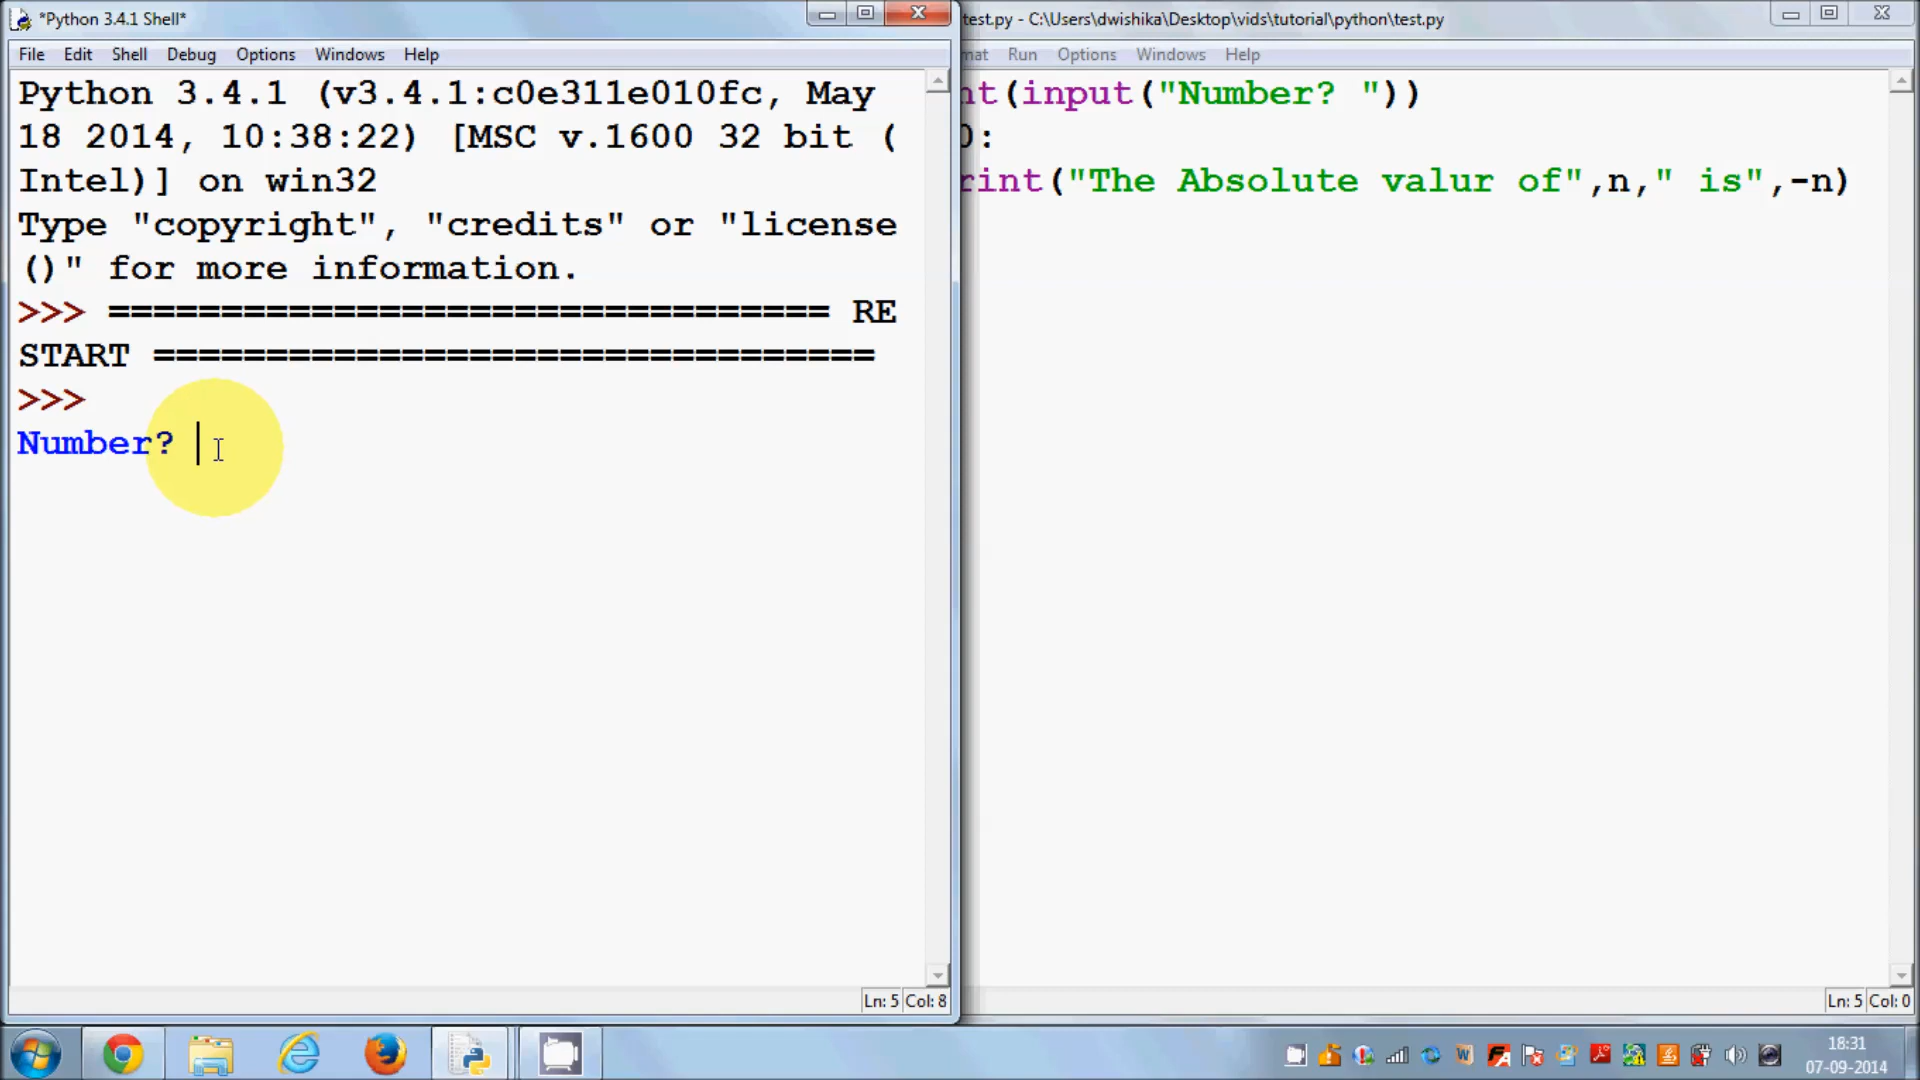 *Python 3.4.1 Shell*
File Edit Shell Debug Options Windows Help
Python 3.4.1 (v3.4.1:c0e311e010fc, May
18 2014, 10:38:22) [MSC v.1600 32 bit (
Intel)] on win32
Type "copyright", "credits" or "license
()" for more information.
>>> ================================ RE
START ================================
>>>
Number?
Ln: 5 Col: 8
test.py - C:\Users\dwishika\Desktop\vids\tutorial\python\test.py
mat Run Options Windows Help
nt(input("Number? "))
0:
rint("The Absolute valur of",n," is",-n)
Ln: 5 Col: 0
18:31
07-09-2014